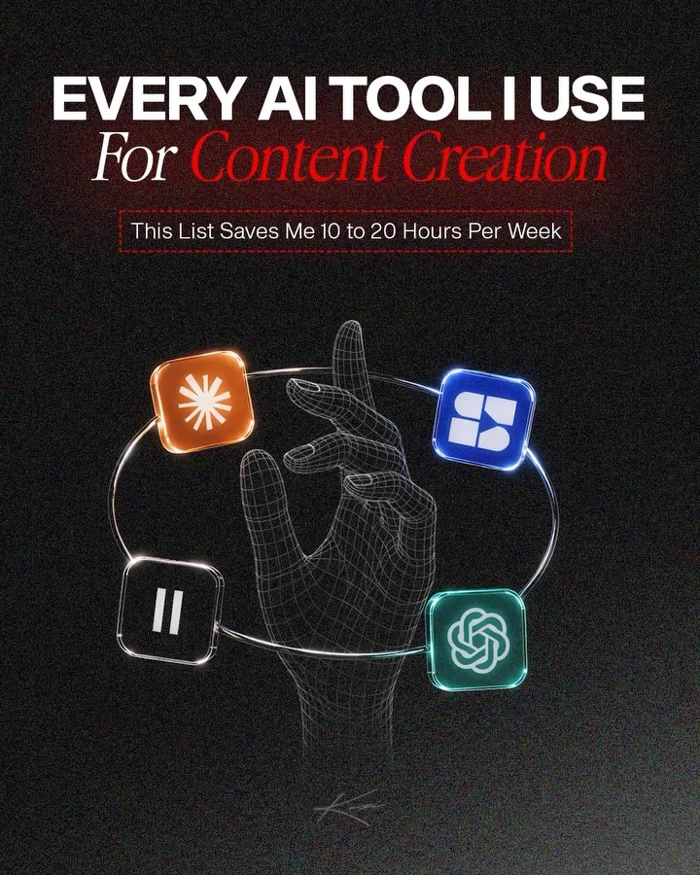 EVERY AI TOOL I USE
For Content Creation
This List Saves Me 10 to 20 Hours Per Week